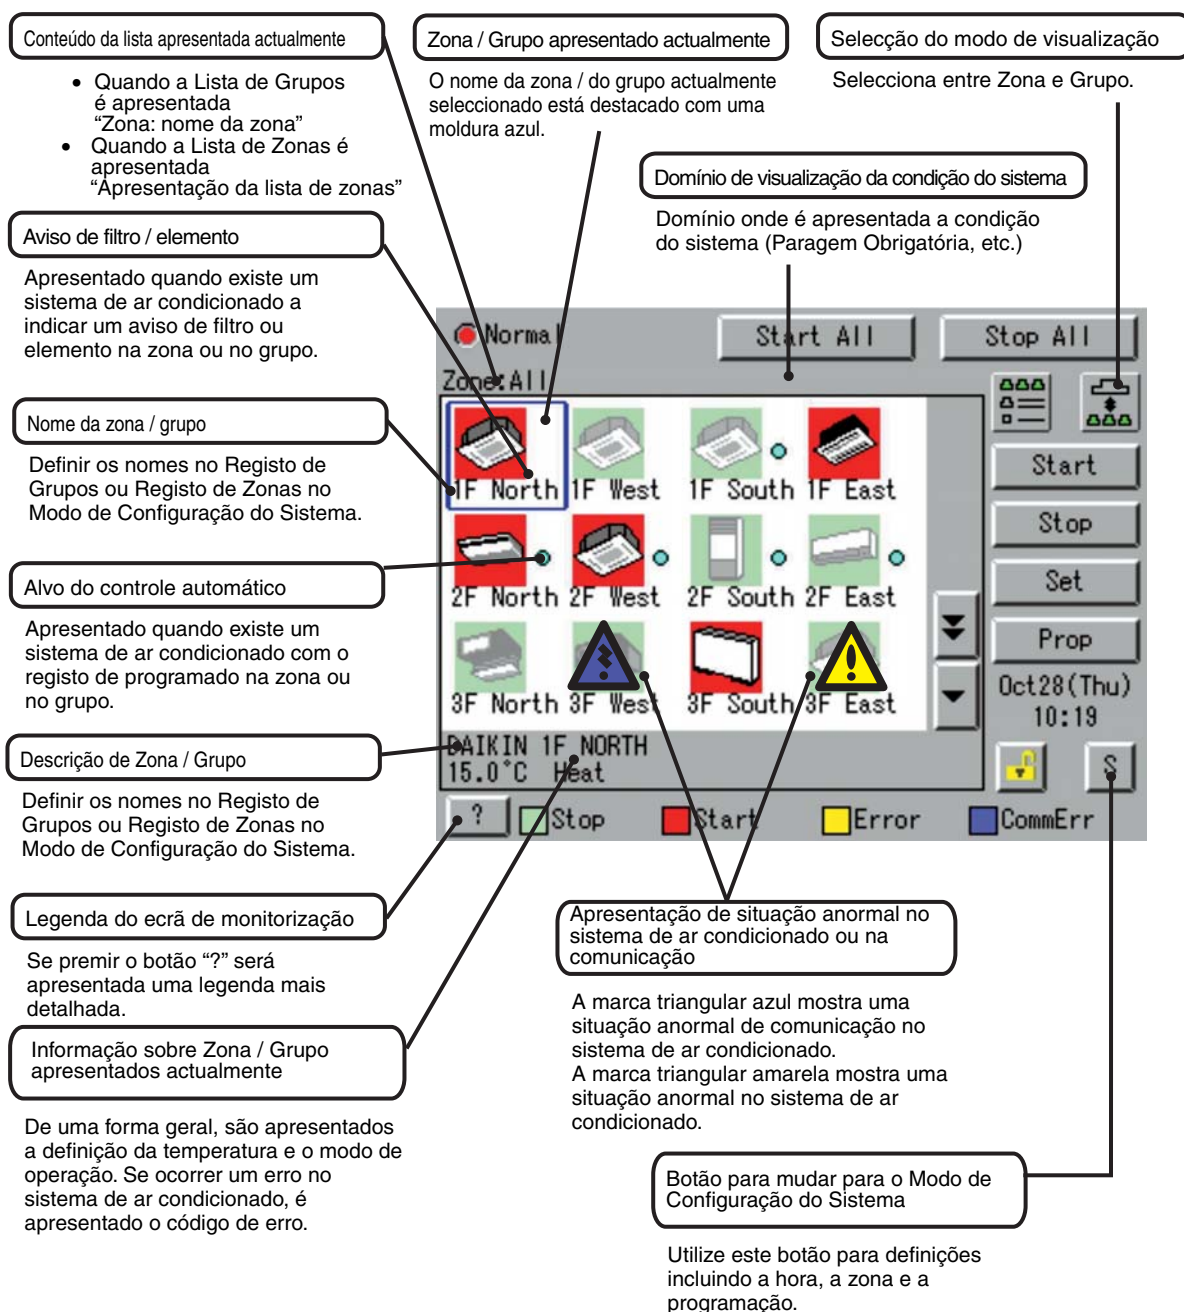 Conteúdo da lista apresentada actualmente
• Quando a Lista de Grupos
é apresentada
“Zona: nome da zona”
• Quando a Lista de Zonas é
apresentada
“Apresentação da lista de zonas”
Zona / Grupo apresentado actualmente
O nome da zona / do grupo actualmente
seleccionado está destacado com uma
moldura azul.
Selecção do modo de visualização
Selecciona entre Zona e Grupo.
Domínio de visualização da condição do sistema
Domínio onde é apresentada a condição
do sistema (Paragem Obrigatória, etc.)
Aviso de filtro / elemento
Apresentado quando existe um
sistema de ar condicionado a
indicar um aviso de filtro ou
elemento na zona ou no grupo.
Nome da zona / grupo
Definir os nomes no Registo de
Grupos ou Registo de Zonas no
Modo de Configuração do Sistema.
Alvo do controle automático
Apresentado quando existe um
sistema de ar condicionado com o
registo de programado na zona ou
no grupo.
Descrição de Zona / Grupo
Definir os nomes no Registo de
Grupos ou Registo de Zonas no
Modo de Configuração do Sistema.
Legenda do ecrã de monitorização
Se premir o botão “?” será
apresentada uma legenda mais
detalhada.
Informação sobre Zona / Grupo
apresentados actualmente
De uma forma geral, são apresentados
a definição da temperatura e o modo de
operação. Se ocorrer um erro no
sistema de ar condicionado, é
apresentado o código de erro.
Normal
Start All
Stop All
Zone:All
1F North 1F West 1F South 1F East
2F North 2F West 2F South 2F East
3F North 3F West 3F South 3F East
Start
Stop
Set
Prop
Oct28(Thu)
10:19
S
DAIKIN 1F NORTH
15.0°C Heat
? Stop Start Error CommErr
Apresentação de situação anormal no
sistema de ar condicionado ou na
comunicação
A marca triangular azul mostra uma
situação anormal de comunicação no
sistema de ar condicionado.
A marca triangular amarela mostra uma
situação anormal no sistema de ar
condicionado.
Botão para mudar para o Modo de
Configuração do Sistema
Utilize este botão para definições
incluindo a hora, a zona e a
programação.